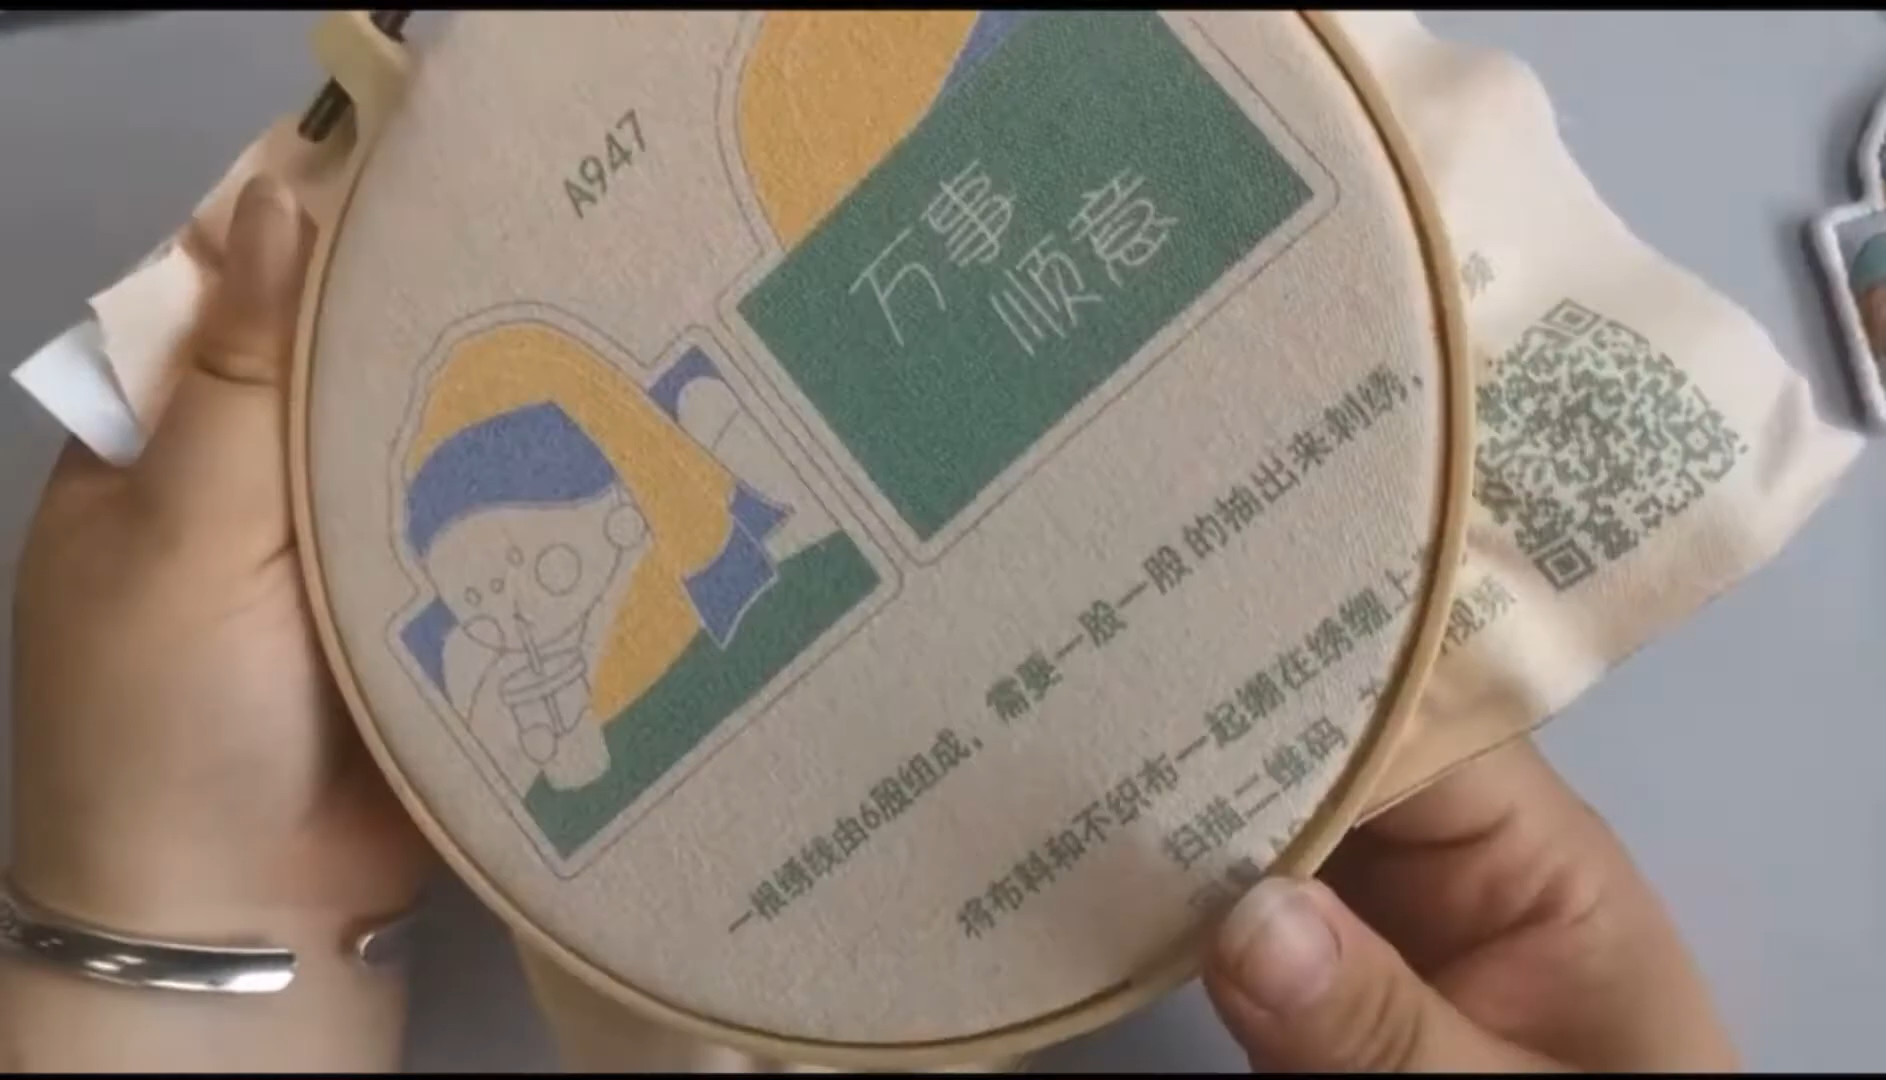 A947
万事
顺意
一根绣线由6股组成，需要一股一股的抽出来刺绣，
将布料和不织布一起绷在绣绷上
扫描二维码
视频